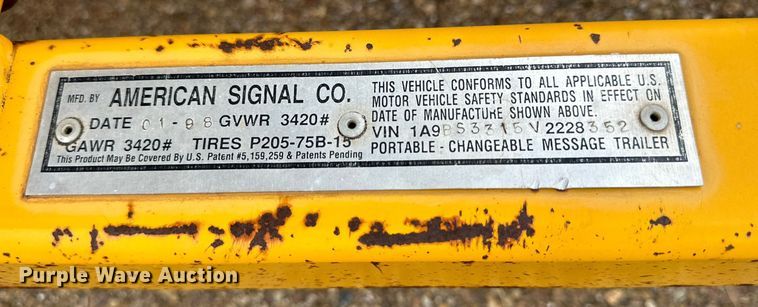 MFD. BY AMERICAN SIGNAL CO.
DATE 01-98 GVWR 3420#
GAWR 3420# TIRES P205-75B-15
This Product May be Covered by U.S. Patent #5,159,259 & Patents Pending
THIS VEHICLE CONFORMS TO ALL APPLICABLE U.S.
MOTOR VEHICLE SAFETY STANDARDS IN EFFECT ON
DATE OF MANUFACTURE SHOWN ABOVE.
VIN 1A9BS3315V2228352
PORTABLE - CHANGEABLE MESSAGE TRAILER
Purple Wave Auction